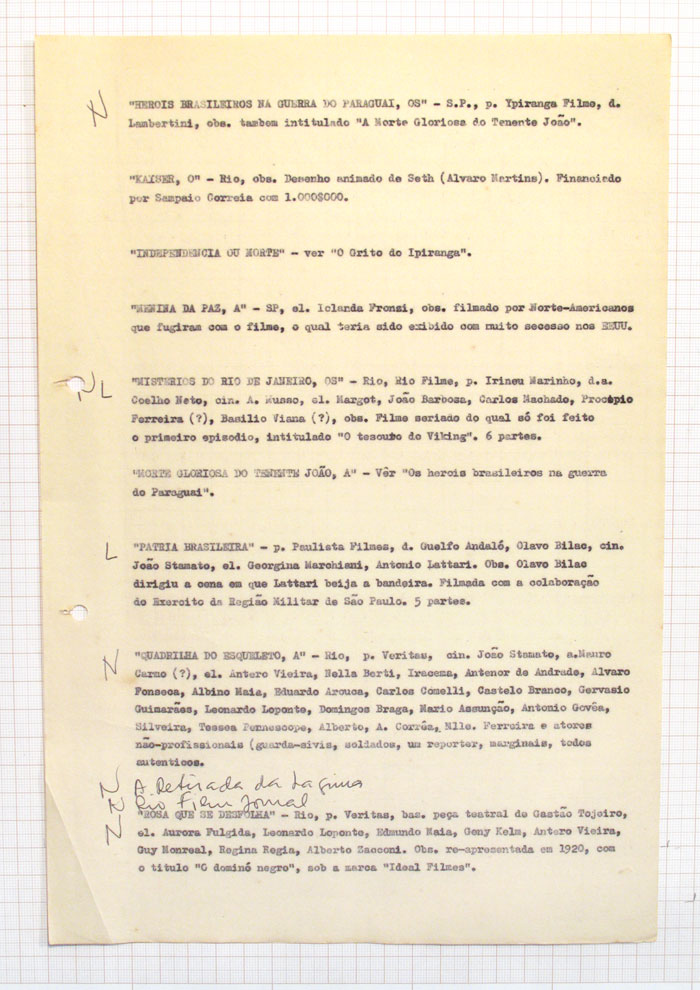 N "HEROIS BRASILEIROS NA GUERRA DO PARAGUAI, OS" - S.P., p. Ypiranga Filme, d.
Lambertini, obs. tambem intitulado "A Morte Gloriosa do Tenente João".
"KAISER, O" - Rio, obs. Desenho animado de Seth (Alvaro Martins). Financiado
por Sampaio Correia com 1.000$000.
"INDEPENDENCIA OU MORTE" - ver "O Grito do Ipiranga".
"MENINA DA PAZ, A" - SP, el. Iolanda Fronzi, obs. filmado por Norte-Americanos
que fugiram com o filme, o qual teria sido exibido com muito secesso nos EEUU.
N L "MISTERIOS DO RIO DE JANEIRO, OS" - Rio, Rio Filme, p. Irineu Marinho, d.a.
Coelho Neto, cin. A. Musso, el. Margot, João Barboza, Carlos Machado, Procópio
Ferreira (?), Basilio Viana (?), obs. Filme seriado do qual só foi feito
o primeiro episodio, intitulado "O tesouro do Viking". 6 partes.
"MORTE GLORIOSA DO TENENTE JOÃO, A" - Vêr "Os herois brasileiros na guerra
do Paraguai".
L "PATRIA BRASILEIRA" - p. Paulista Filmes, d. Guelfo Andaló, Olavo Bilac, cin.
João Stamato, el. Georgina Marchiani, Antonio Lattari. Obs. Olavo Bilac
dirigiu a cena em que Lattari beija a bandeira. Filmada com a colaboração
do Exercito da Região Militar de São Paulo. 5 partes.
N "QUADRILHA DO ESQUELETO, A" - Rio, p. Veritas, cin. João Stamato, a.Mauro
Carmo (?), el. Antero Vieira, Nella Berti, Iracema, Antenor de Andrade, Alvaro
Fonseca, Albino Maia, Eduardo Arouca, Carlos Comelli, Castelo Branco, Gervasio
Guimarães, Leonardo Loponte, Domingos Braga, Mario Assunção, Antonio Govêa,
Silveira, Tessea Alberto, A. Corrêa, Mlle. Ferreira e atores
não-profissionais (guarda-sivis, soldados, um reporter, marginais, todos
autenticos.
N A Retirada da Laguna
N Rio Film Jornal
N "ROSA QUE SE DESFOLHA" - Rio, p. Veritas, bas. peça teatral de Gastão Tojeiro,
el. Aurora Fulgida, Leonardo Loponte, Edmundo Maia, Geny Kelm, Antero Vieira,
Guy Monreal, Regina Regia, Alberto Zacconi. Obs. re-apresentada em 1920, com
o titulo "O dominó negro", sob a marca "Ideal Filmes".